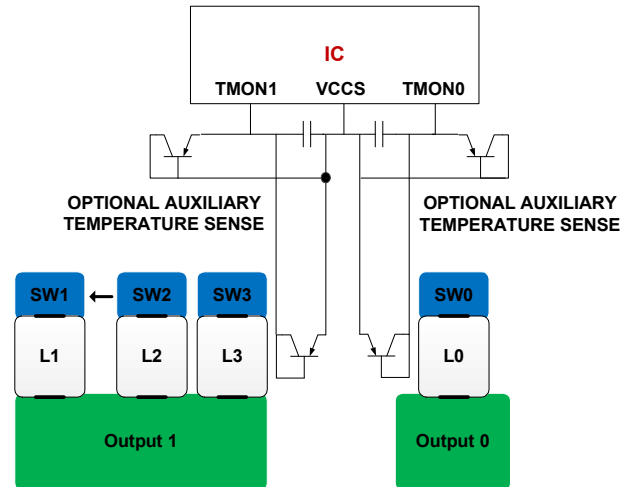 IC
TMON1 VCCS TMON0
OPTIONAL AUXILIARY
TEMPERATURE SENSE
OPTIONAL AUXILIARY
TEMPERATURE SENSE
SW1 SW2 SW3 SW0
L1 L2 L3 L0
Output 1 Output 0